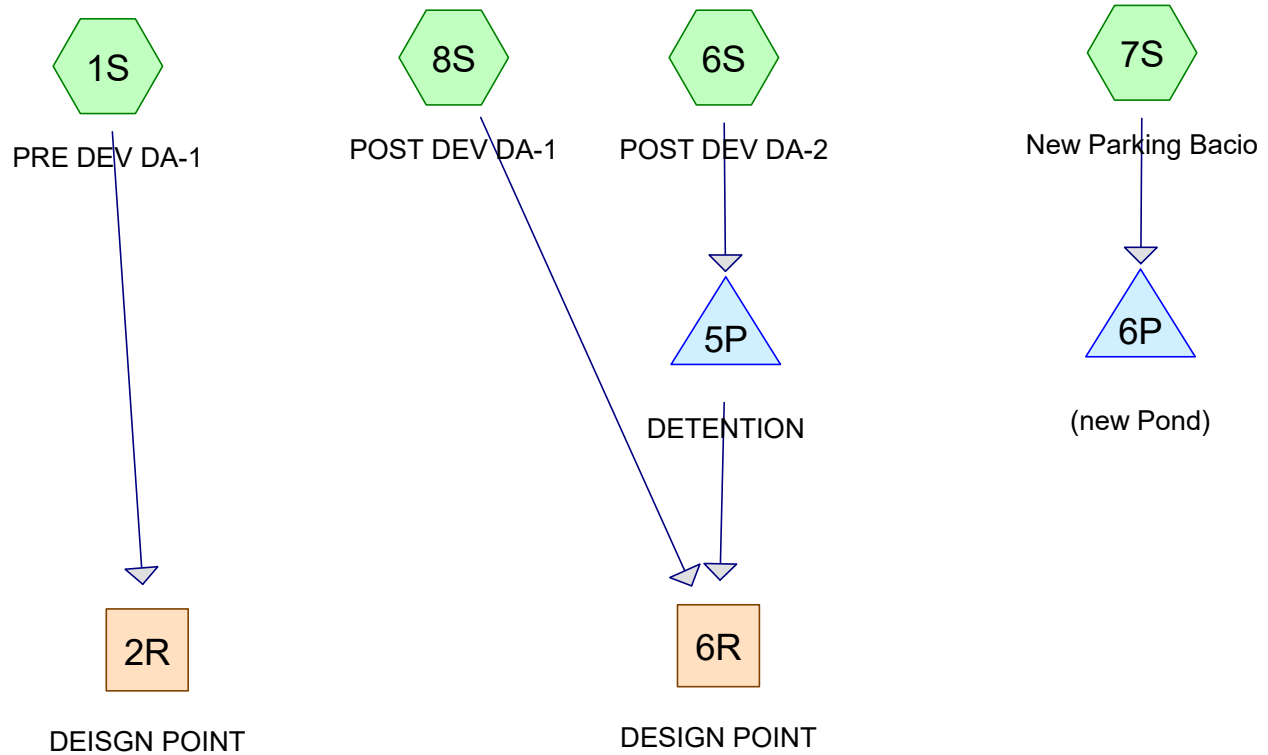 1S
PRE DEV DA-1
8S
POST DEV DA-1
6S
POST DEV DA-2
7S
New Parking Bacio
5P
DETENTION
6P
(new Pond)
2R
DEISGN POINT
6R
DESIGN POINT